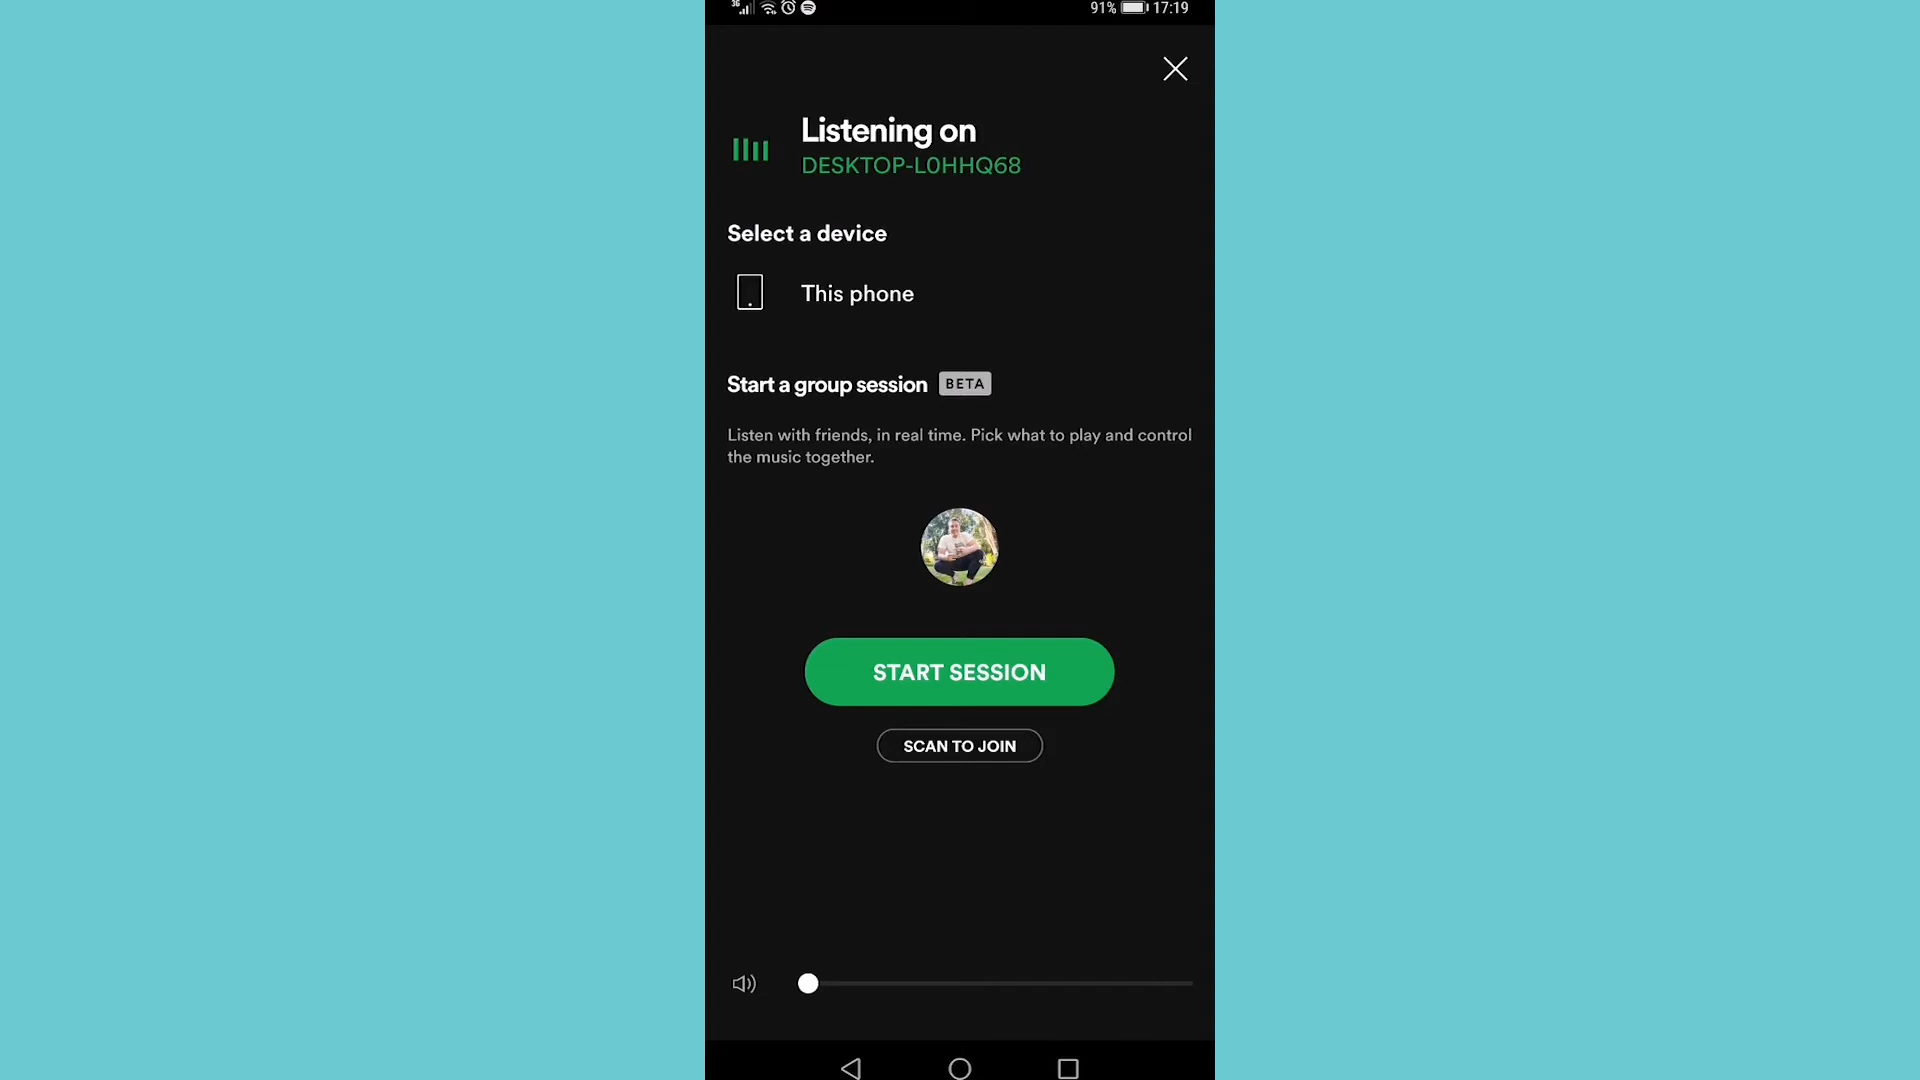 3G 91% 17:19
Listening on
DESKTOP-L0HHQ68
Select a device
This phone
Start a group session BETA
Listen with friends, in real time. Pick what to play and control
the music together.
START SESSION
SCAN TO JOIN